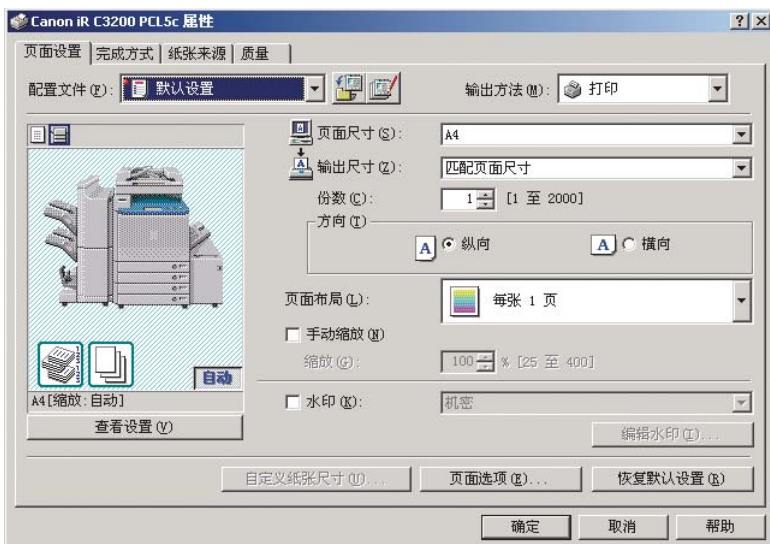 Canon iR C3200 PCL5c 属性
页面设置 完成方式 纸张来源 质量
配置文件(F): 默认设置 输出方法(M): 打印
页面尺寸(S): A4
输出尺寸(Z): 匹配页面尺寸
份数(C): 1 [1 至 2000]
方向(T)
A 纵向 A 横向
页面布局(L): 每张 1 页
手动缩放(N)
缩放(G): 100 % [25 至 400]
自动
A4[缩放:自动]
水印(K): 机密
查看设置(V) 编辑水印(I)...
自定义纸张尺寸(U)... 页面选项(E)... 恢复默认设置(R)
确定 取消 帮助